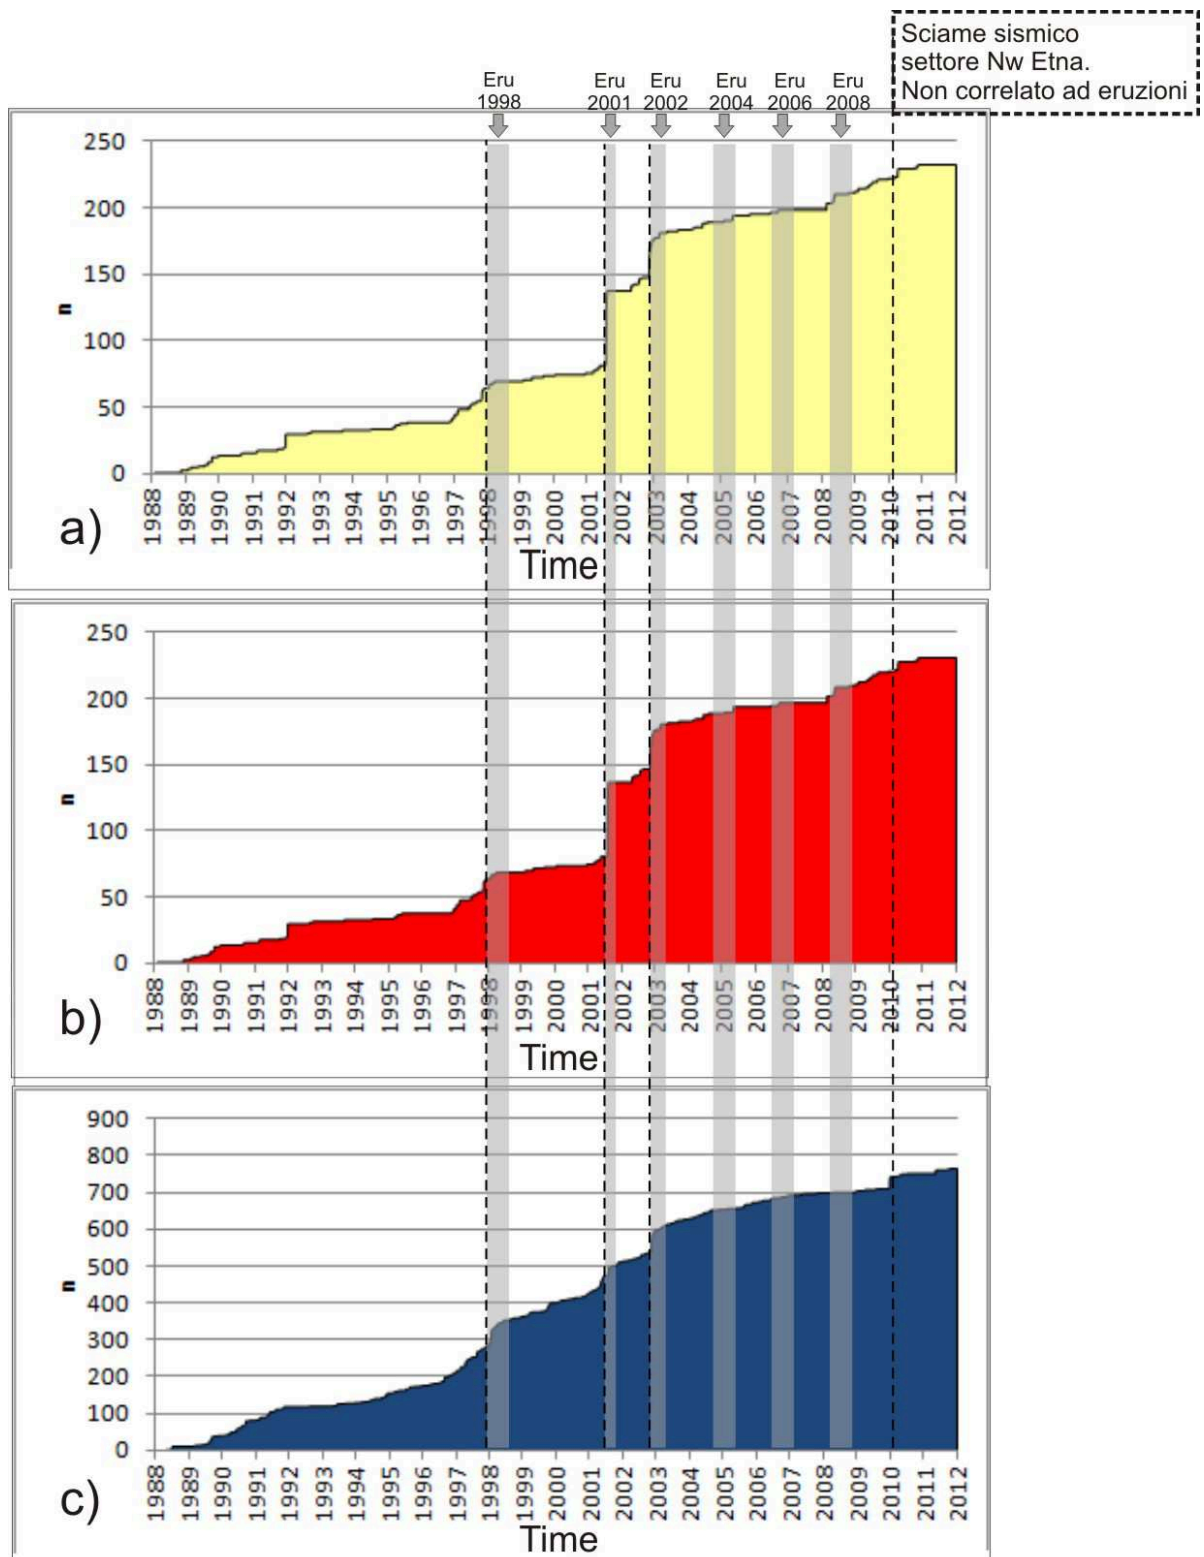 Sciame sismico
settore Nw Etna.
Non correlato ad eruzioni
Eru 1998
Eru 2001
Eru 2002
Eru 2004
Eru 2006
Eru 2008
250
200
150
100
50
0
n
1988 1989 1990 1991 1992 1993 1994 1995 1996 1997 1998 1999 2000 2001 2002 2003 2004 2005 2006 2007 2008 2009 2010 2011 2012
a)
Time
250
200
150
100
50
0
n
1988 1989 1990 1991 1992 1993 1994 1995 1996 1997 1998 1999 2000 2001 2002 2003 2004 2005 2006 2007 2008 2009 2010 2011 2012
b)
Time
900
800
700
600
500
400
300
200
100
0
n
1988 1989 1990 1991 1992 1993 1994 1995 1996 1997 1998 1999 2000 2001 2002 2003 2004 2005 2006 2007 2008 2009 2010 2011 2012
c)
Time